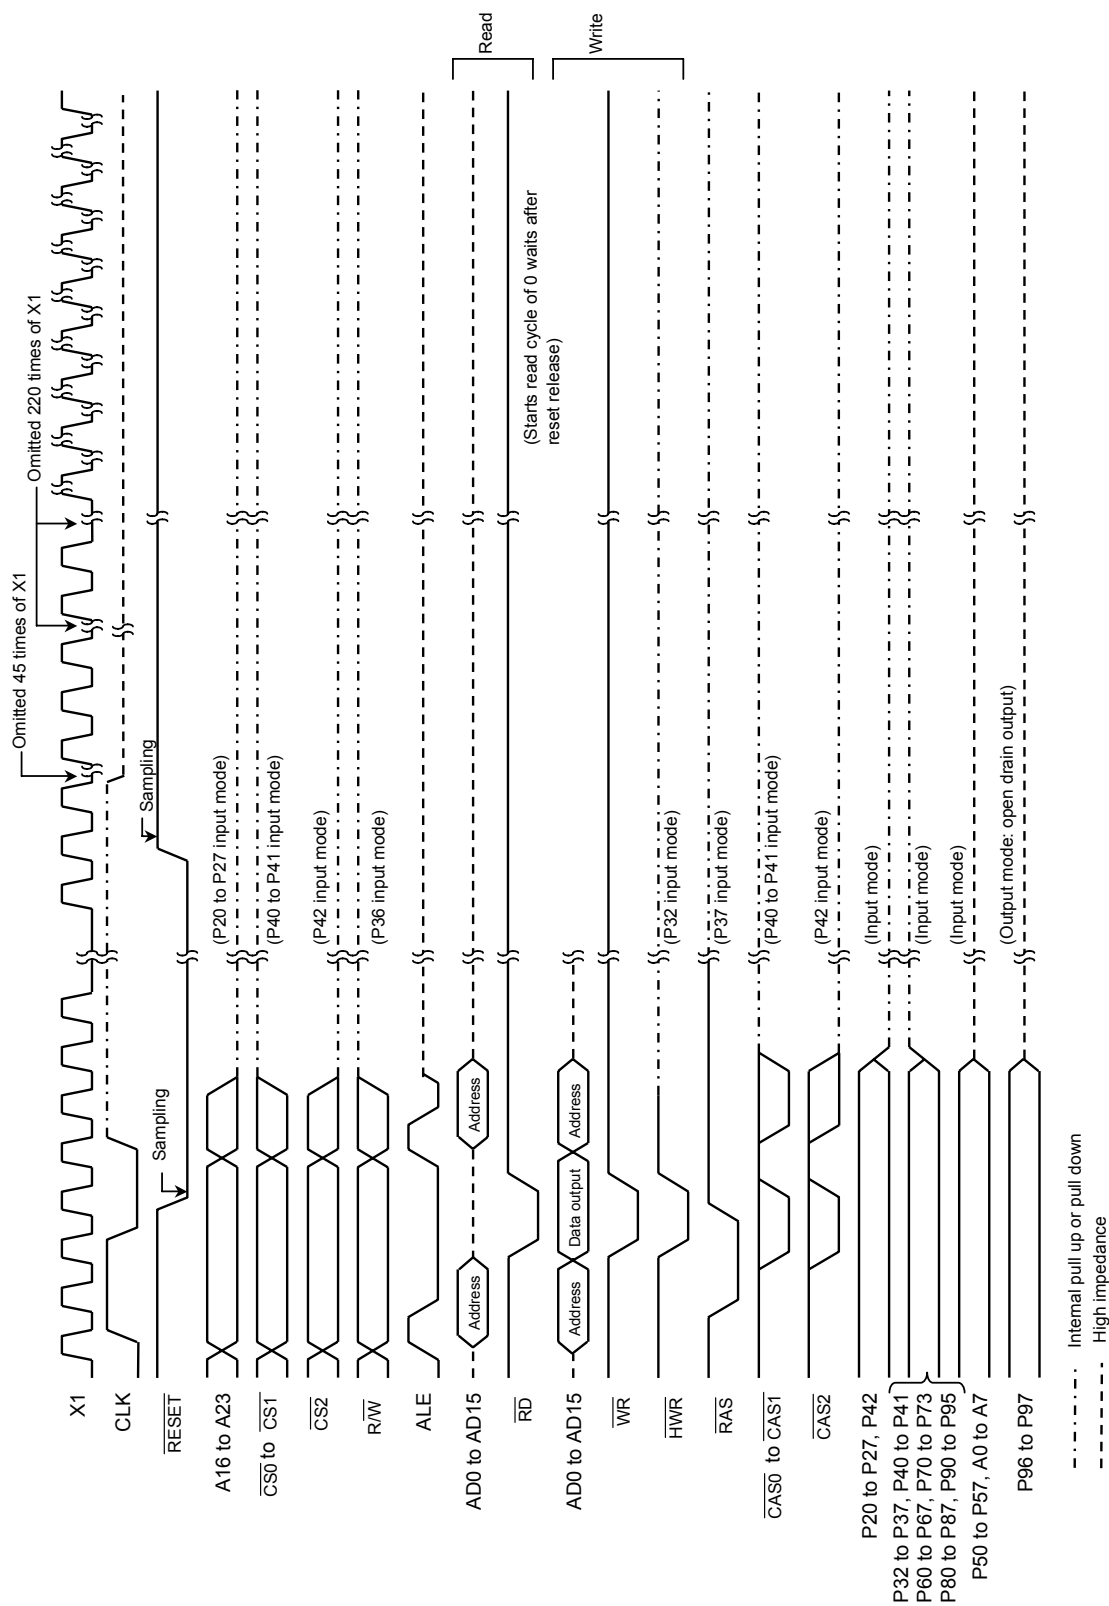 Omitted 45 times of X1
Omitted 220 times of X1
X1
CLK
RESET
Sampling
Sampling
A16 to A23
(P20 to P27 input mode)
CS0 to CS1
(P40 to P41 input mode)
CS2
(P42 input mode)
R/W
(P36 input mode)
ALE
AD0 to AD15
Address
Address
Read
RD
(Starts read cycle of 0 waits after
reset release)
AD0 to AD15
Address
Data output
Address
Write
WR
HWR
(P32 input mode)
RAS
(P37 input mode)
CAS0 to CAS1
(P40 to P41 input mode)
CAS2
(P42 input mode)
P20 to P27, P42
(Input mode)
P32 to P37, P40 to P41
P60 to P67, P70 to P73
P80 to P87, P90 to P95
(Input mode)
P50 to P57, A0 to A7
(Input mode)
P96 to P97
(Output mode: open drain output)
Internal pull up or pull down
High impedance